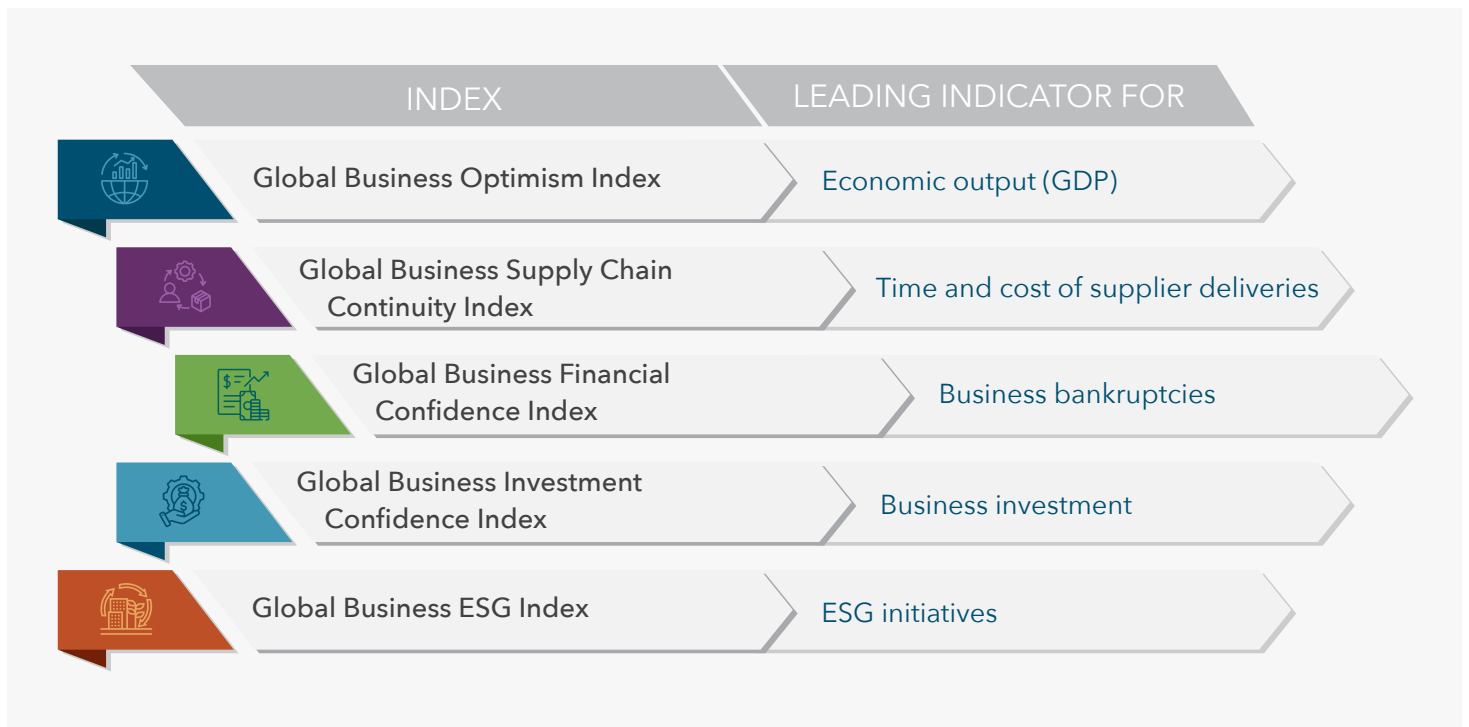 INDEX
LEADING INDICATOR FOR
Global Business Optimism Index
Economic output (GDP)
Global Business Supply Chain
Continuity Index
Time and cost of supplier deliveries
Global Business Financial
Confidence Index
Business bankruptcies
Global Business Investment
Confidence Index
Business investment
Global Business ESG Index
ESG initiatives